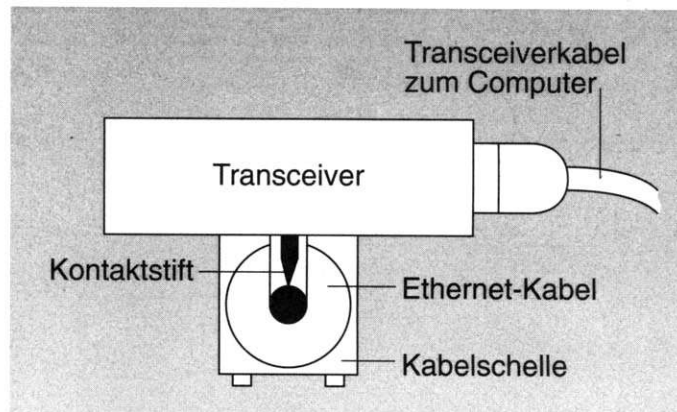 Transceiverkabel
zum Computer
Transceiver
Kontaktstift
Ethernet-Kabel
Kabelschelle